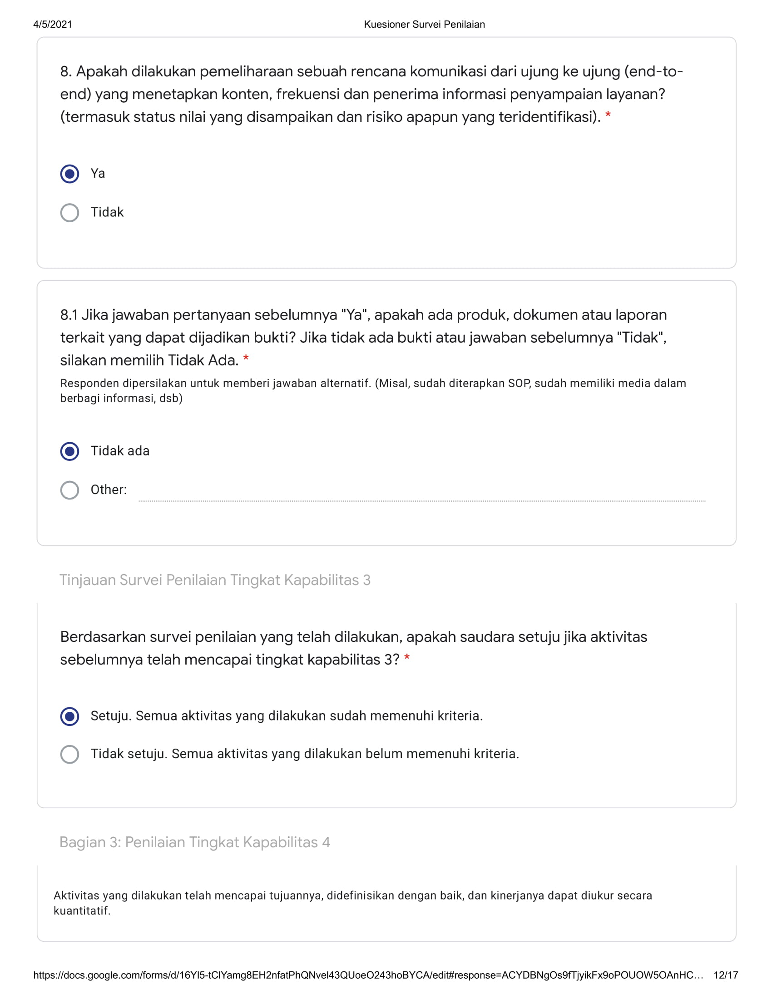 4/5/2021
Kuesioner Survei Penilaian
8. Apakah dilakukan pemeliharaan sebuah rencana komunikasi dari ujung ke ujung (end-to-
end) yang menetapkan konten, frekuensi dan penerima informasi penyampaian layanan?
(termasuk status nilai yang disampaikan dan risiko apapun yang teridentifikasi). *
Ya
Tidak
8.1 Jika jawaban pertanyaan sebelumnya "Ya", apakah ada produk, dokumen atau laporan
terkait yang dapat dijadikan bukti? Jika tidak ada bukti atau jawaban sebelumnya "Tidak",
silakan memilih Tidak Ada. *
Responden dipersilakan untuk memberi jawaban alternatif. (Misal, sudah diterapkan SOP, sudah memiliki media dalam
berbagi informasi, dsb)
Tidak ada
Other:
Tinjauan Survei Penilaian Tingkat Kapabilitas 3
Berdasarkan survei penilaian yang telah dilakukan, apakah saudara setuju jika aktivitas
sebelumnya telah mencapai tingkat kapabilitas 3? *
Setuju. Semua aktivitas yang dilakukan sudah memenuhi kriteria.
Tidak setuju. Semua aktivitas yang dilakukan belum memenuhi kriteria.
Bagian 3: Penilaian Tingkat Kapabilitas 4
Aktivitas yang dilakukan telah mencapai tujuannya, didefinisikan dengan baik, dan kinerjanya dapat diukur secara
kuantitatif.
https://docs.google.com/forms/d/16YI5-tClYamg8EH2nfatPhQNvel43QUoeO243hoBYCA/edit#response=ACYDBNgOs9fTjyikFx9oPOUOW5OAnHC… 12/17